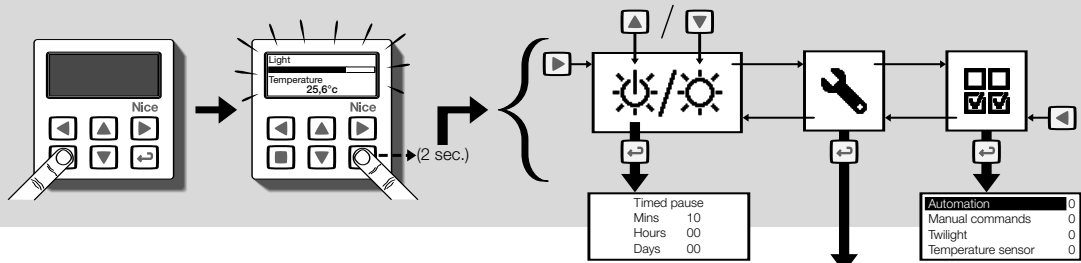 Nice
Light
Temperature
25,6°c
Nice
(2 sec.)
Timed pause
Mins 10
Hours 00
Days 00
Automation 0
Manual commands 0
Twilight 0
Temperature sensor 0